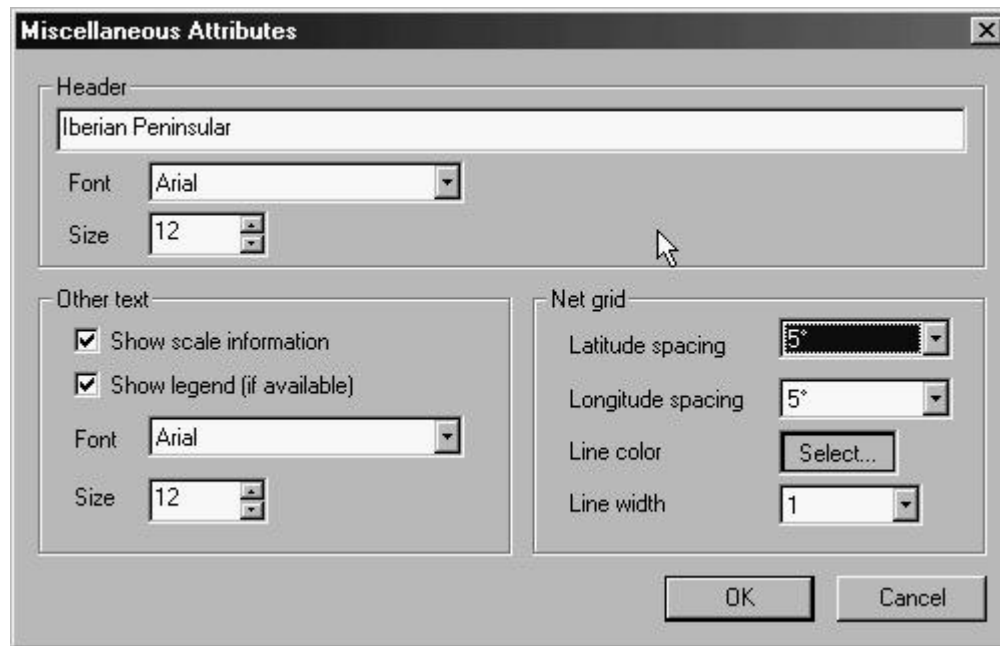 Miscellaneous Attributes
Header
Iberian Peninsular
Font Arial
Size 12
Other text
Show scale information
Show legend (if available)
Font Arial
Size 12
Net grid
Latitude spacing 5°
Longitude spacing 5°
Line color Select...
Line width 1
OK Cancel